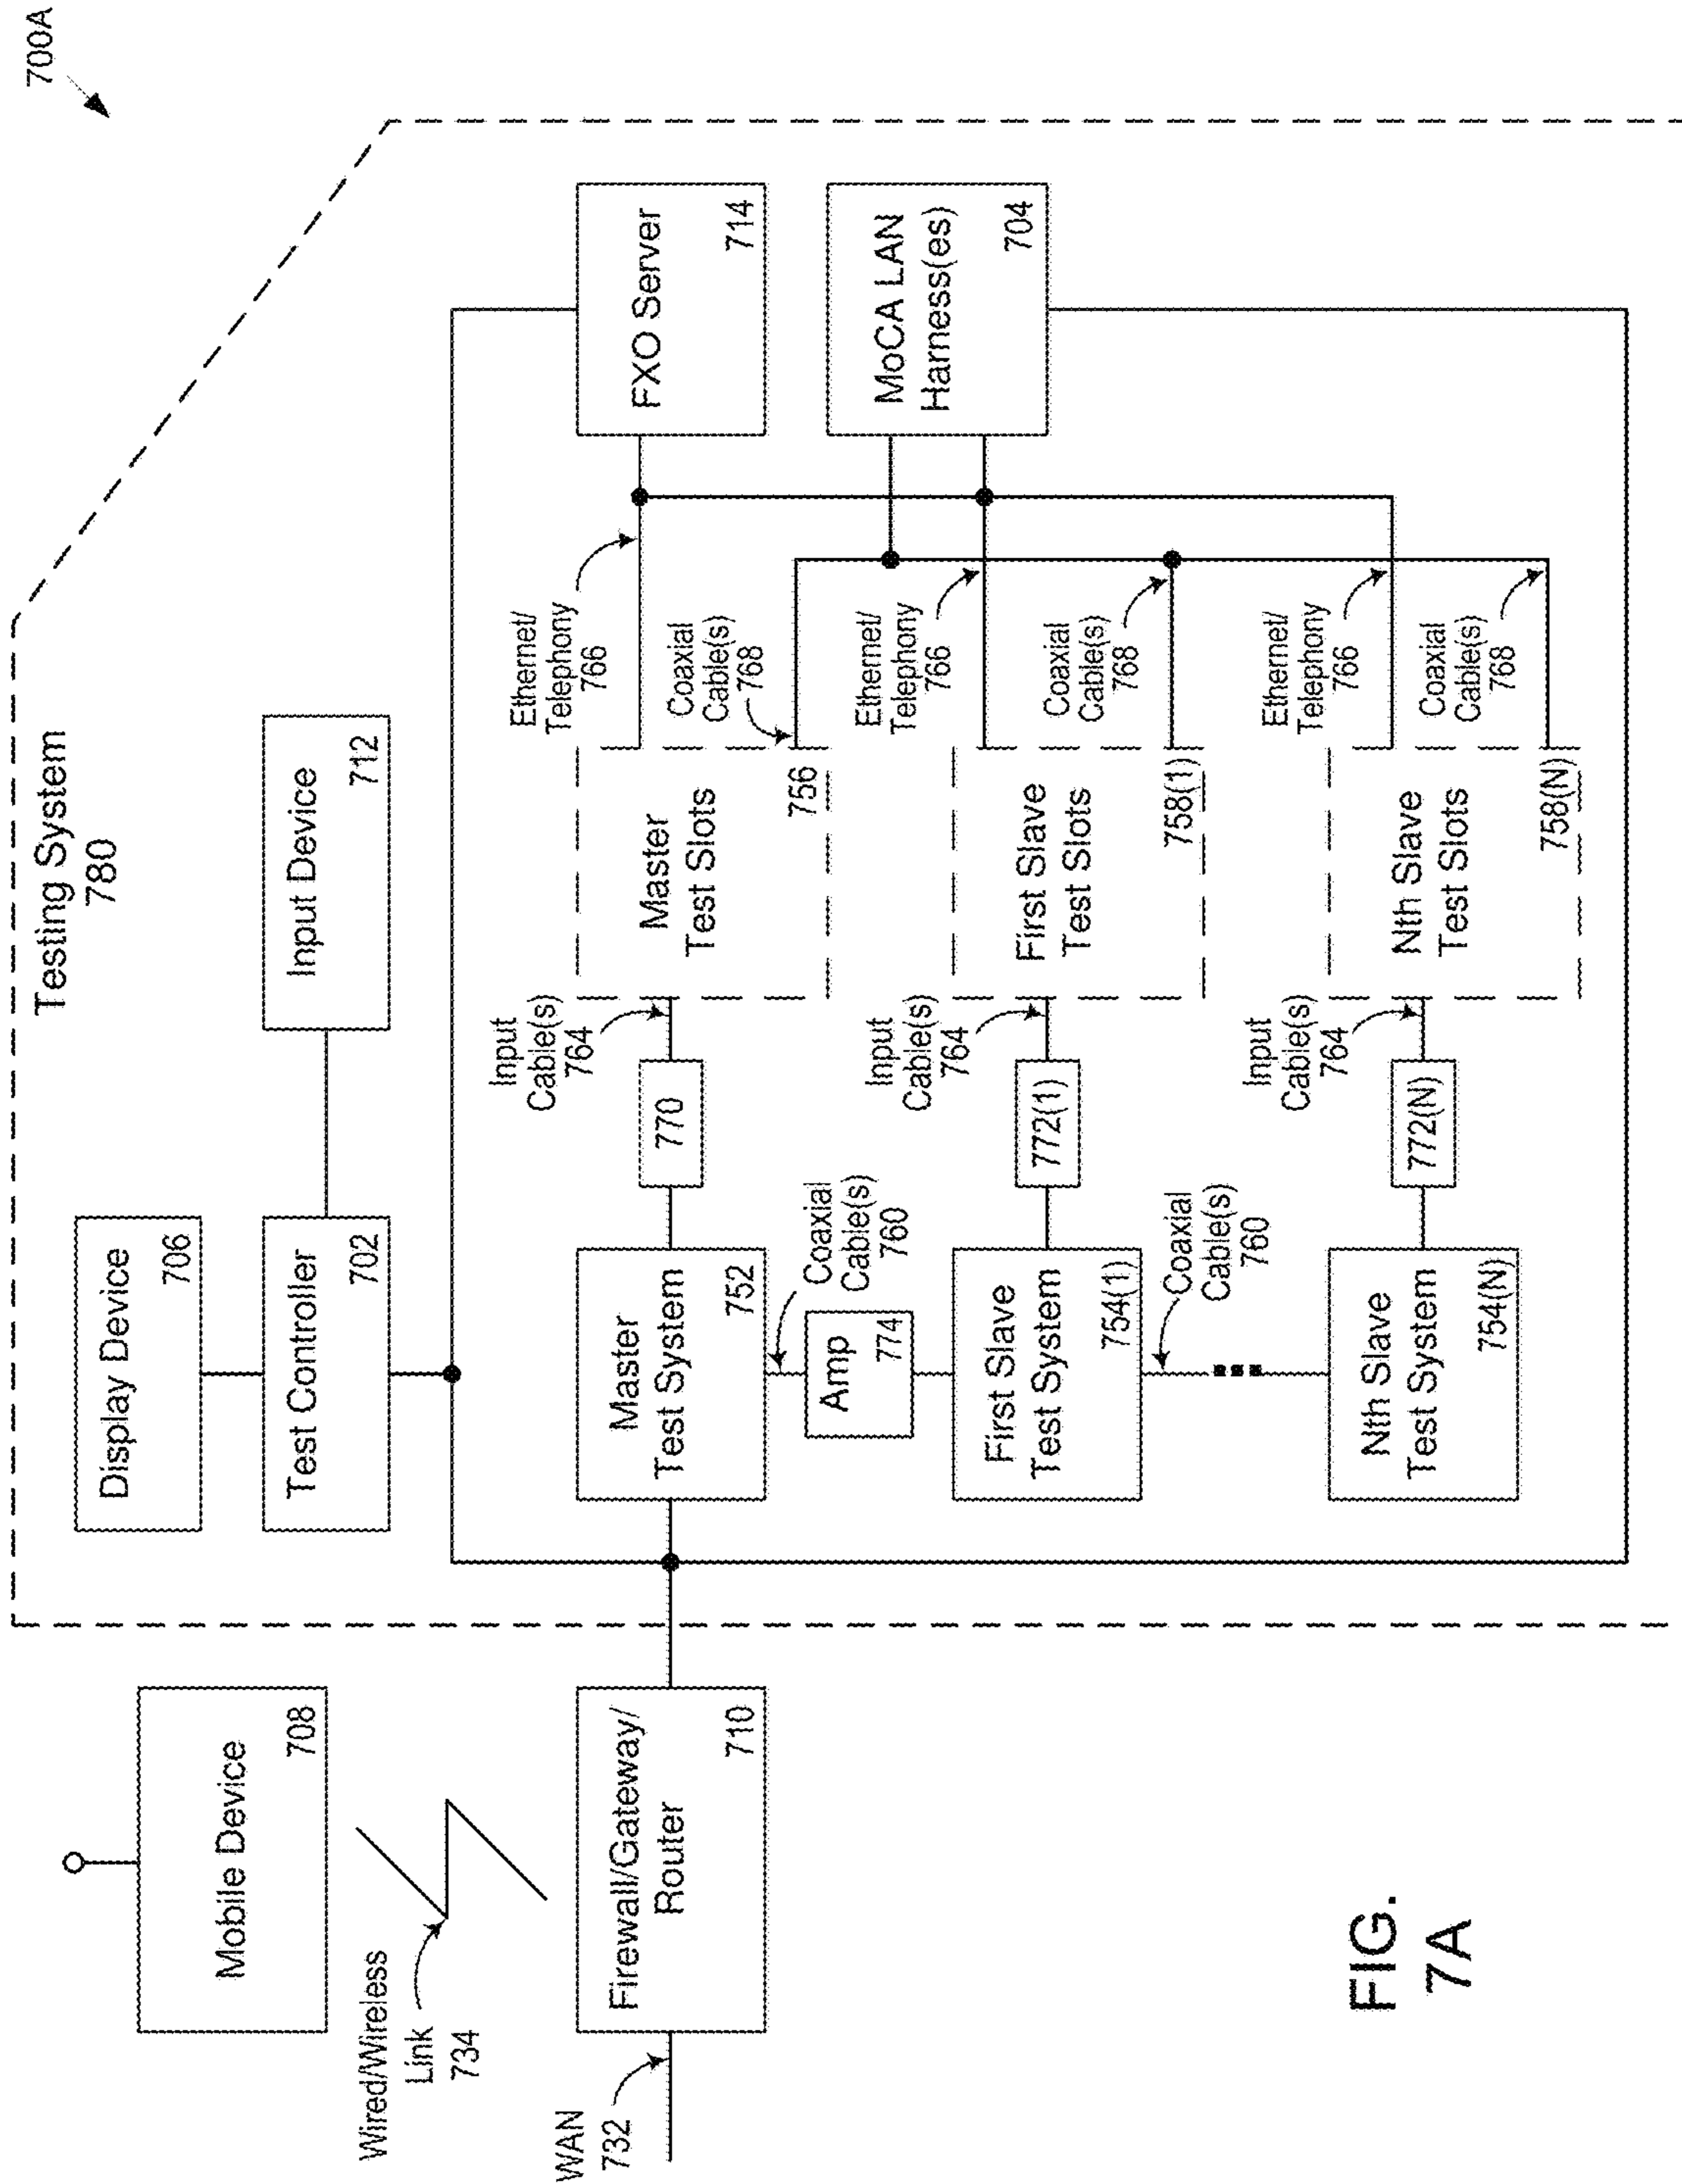 700A
Testing System
780
Display Device
706
Test Controller
702
Input Device
712
Mobile Device
708
Wired/Wireless
Link
734
WAN
732
Firewall/Gateway/
Router
710
Master
Test System
752
770
Input
Cable(s)
764
Master
Test Slots
756
Ethernet/
Telephony
766
Coaxial
Cable(s)
768
FXO Server
714
Coaxial
Cable(s)
760
Amp
774
MoCA LAN
Harness(es)
704
First Slave
Test System
754(1)
772(1)
Input
Cable(s)
764
First Slave
Test Slots
758(1)
Ethernet/
Telephony
766
Coaxial
Cable(s)
768
Coaxial
Cable(s)
760
Nth Slave
Test System
754(N)
772(N)
Input
Cable(s)
764
Nth Slave
Test Slots
758(N)
Ethernet/
Telephony
766
Coaxial
Cable(s)
768
FIG.
7A